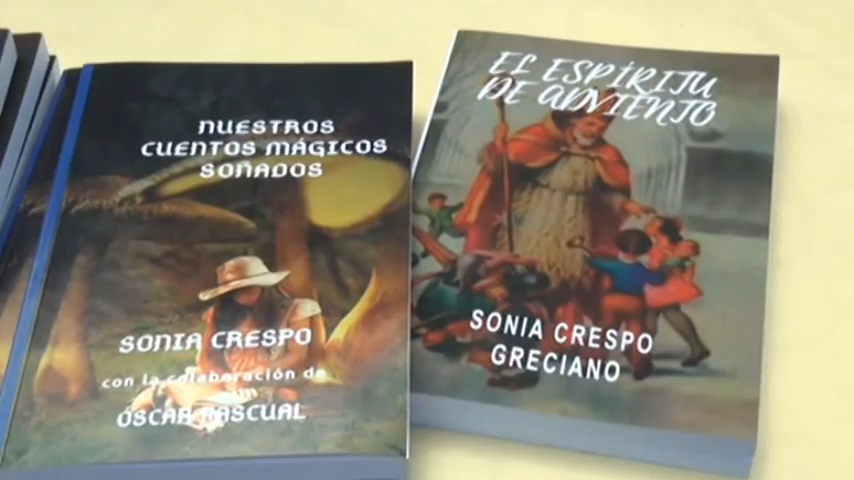 NUESTROS
CUENTOS MÁGICOS
SOÑADOS
SONIA CRESPO
con la colaboración de
ÓSCAR PASCUAL
EL ESPÍRITU
DE ADVIENTO
SONIA CRESPO
GRECIANO